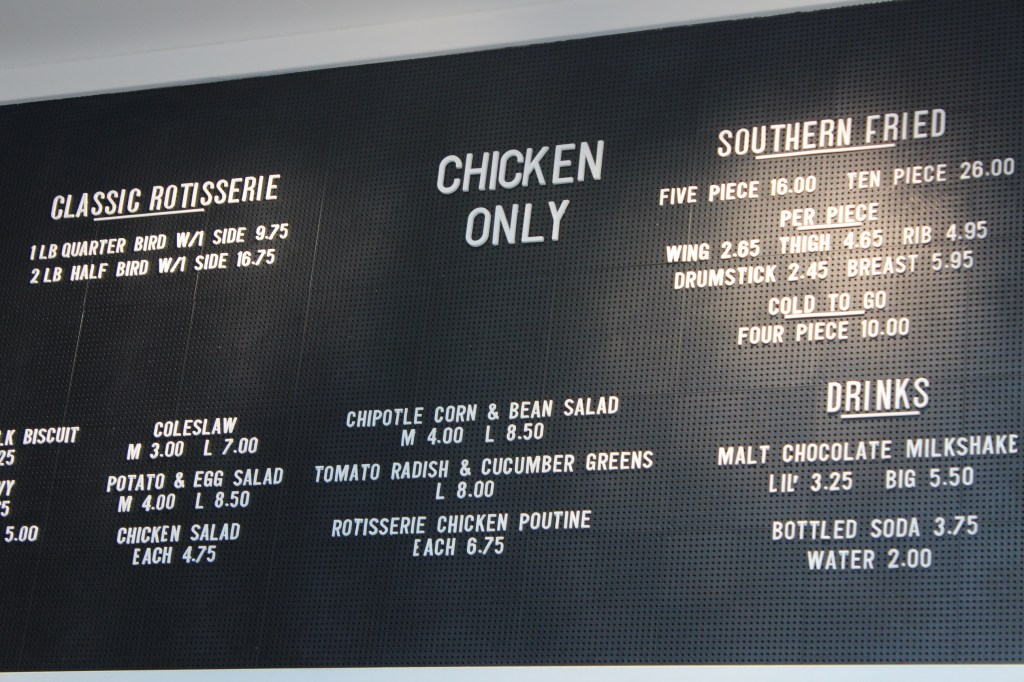 CLASSIC ROTISSERIE
1 LB QUARTER BIRD W/1 SIDE 9.75
2 LB HALF BIRD W/1 SIDE 16.75
CHICKEN
ONLY
SOUTHERN FRIED
FIVE PIECE 16.00 TEN PIECE 26.00
PER PIECE
WING 2.65 THIGH 4.65 RIB 4.95
DRUMSTICK 2.45 BREAST 5.95
COLD TO GO
FOUR PIECE 10.00
BISCUIT
5.00
COLESLAW
M 3.00 L 7.00
POTATO & EGG SALAD
M 4.00 L 8.50
CHICKEN SALAD
EACH 4.75
CHIPOTLE CORN & BEAN SALAD
M 4.00 L 8.50
TOMATO RADISH & CUCUMBER GREENS
L 8.00
ROTISSERIE CHICKEN POUTINE
EACH 6.75
DRINKS
MALT CHOCOLATE MILKSHAKE
LIL' 3.25 BIG 5.50
BOTTLED SODA 3.75
WATER 2.00